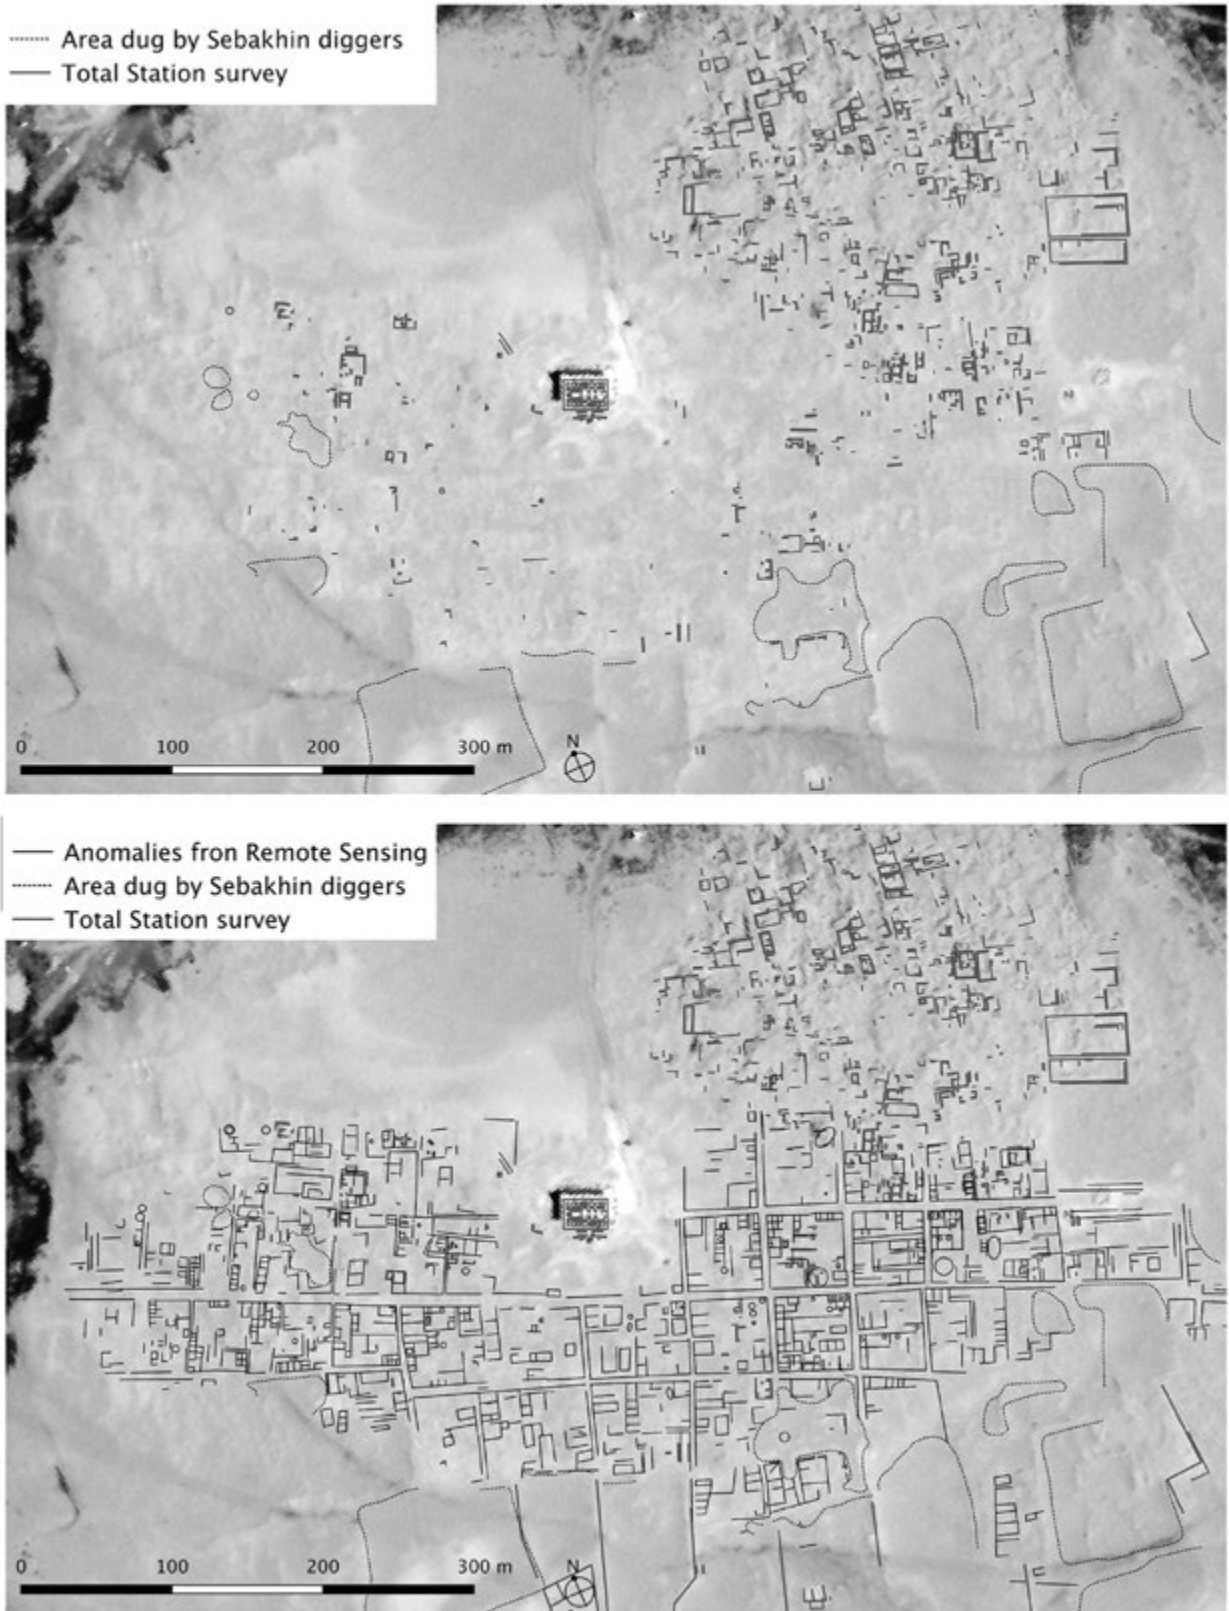 Area dug by Sebakhin diggers
Total Station survey
0 100 200 300 m
N
Anomalies fron Remote Sensing
Area dug by Sebakhin diggers
Total Station survey
0 100 200 300 m
N